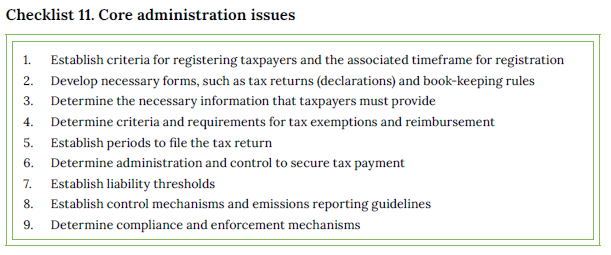 Checklist 11. Core administration issues
1. Establish criteria for registering taxpayers and the associated timeframe for registration
2. Develop necessary forms, such as tax returns (declarations) and book-keeping rules
3. Determine the necessary information that taxpayers must provide
4. Determine criteria and requirements for tax exemptions and reimbursement
5. Establish periods to file the tax return
6. Determine administration and control to secure tax payment
7. Establish liability thresholds
8. Establish control mechanisms and emissions reporting guidelines
9. Determine compliance and enforcement mechanisms